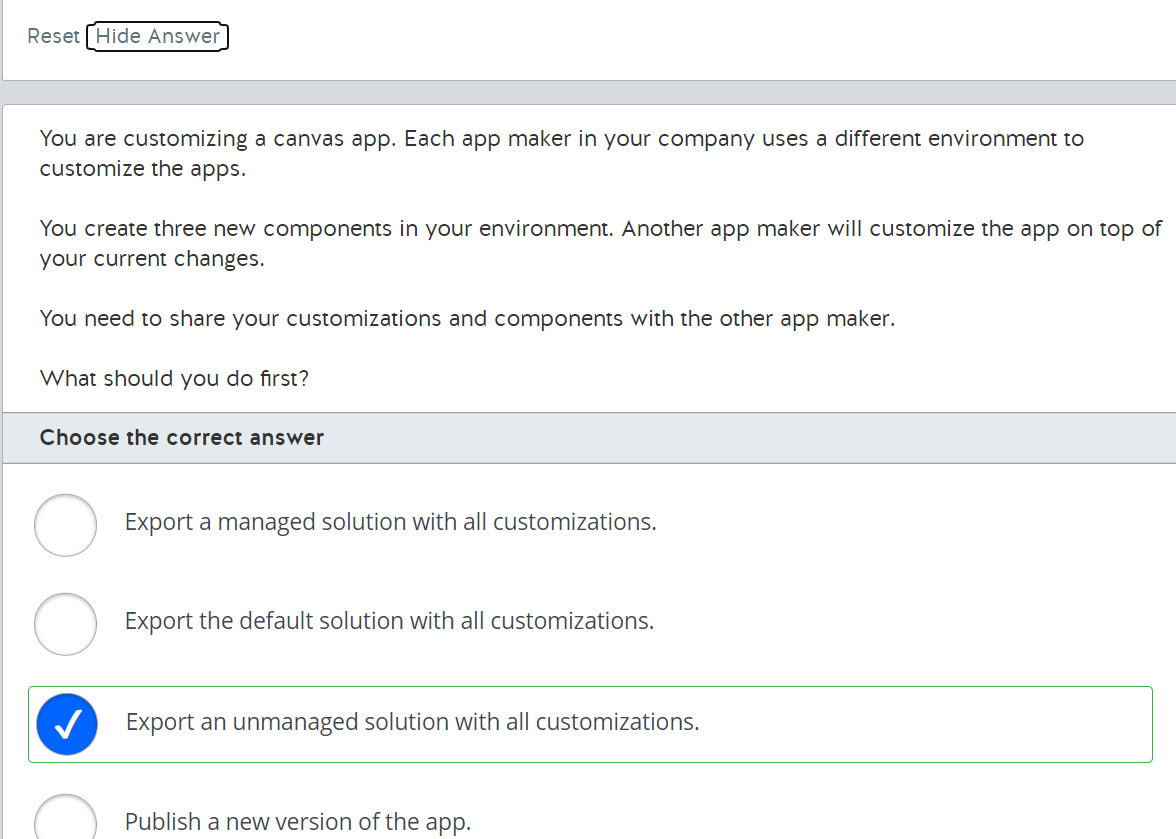 Reset Hide Answer
You are customizing a canvas app. Each app maker in your company uses a different environment to
customize the apps.
You create three new components in your environment. Another app maker will customize the app on top of
your current changes.
You need to share your customizations and components with the other app maker.
What should you do first?
Choose the correct answer
Export a managed solution with all customizations.
Export the default solution with all customizations.
Export an unmanaged solution with all customizations.
Publish a new version of the app.